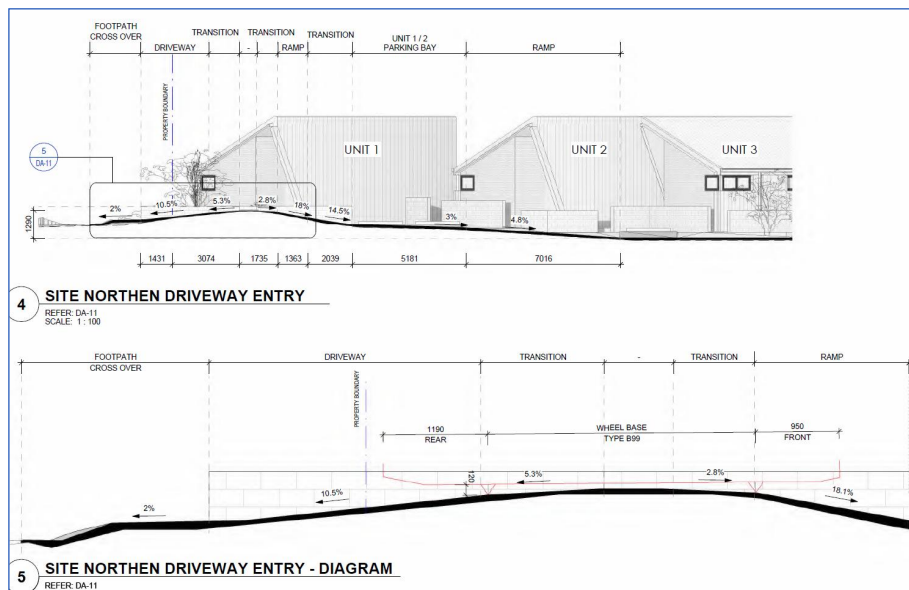 FOOTPATH
CROSS OVER
DRIVEWAY
TRANSITION
-
TRANSITION
RAMP
TRANSITION
UNIT 1 / 2
PARKING BAY
RAMP
PROPERTY BOUNDARY
5
DA-11
UNIT 1
UNIT 2
UNIT 3
2%
10.5%
5.3%
2.8%
18%
14.5%
3%
4.8%
1290
1431
3074
1735
1363
2039
5181
7016
4
SITE NORTHEN DRIVEWAY ENTRY
REFER: DA-11
SCALE: 1 : 100
FOOTPATH
CROSS OVER
DRIVEWAY
TRANSITION
-
TRANSITION
RAMP
PROPERTY BOUNDARY
1190
REAR
WHEEL BASE
TYPE B99
950
FRONT
120
5.3%
2.8%
10.5%
18.1%
2%
5
SITE NORTHEN DRIVEWAY ENTRY - DIAGRAM
REFER: DA-11